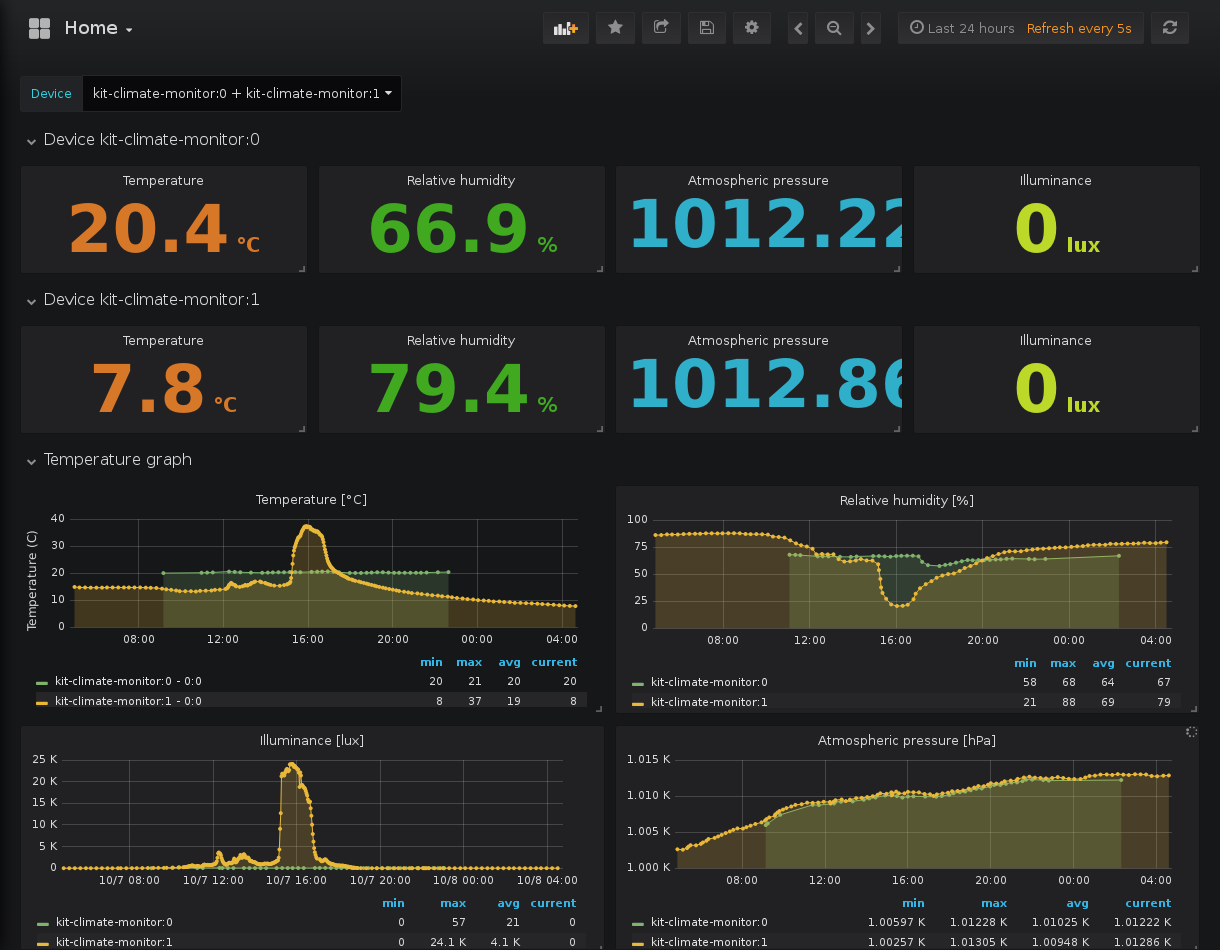 Home
Last 24 hours Refresh every 5s
Device kit-climate-monitor:0 + kit-climate-monitor:1
Device kit-climate-monitor:0
Temperature Relative humidity Atmospheric pressure Illuminance
20.4 °C 66.9 % 1012.22 0 lux
Device kit-climate-monitor:1
Temperature Relative humidity Atmospheric pressure Illuminance
7.8 °C 79.4 % 1012.86 0 lux
Temperature graph
Temperature [°C]
Temperature (C)
40
30
20
10
0
08:00 12:00 16:00 20:00 00:00 04:00
min max avg current
kit-climate-monitor:0 - 0:0 20 21 20 20
kit-climate-monitor:1 - 0:0 8 37 19 8
Relative humidity [%]
100
75
50
25
0
08:00 12:00 16:00 20:00 00:00 04:00
min max avg current
kit-climate-monitor:0 58 68 64 67
kit-climate-monitor:1 21 88 69 79
Illuminance [lux]
25 K
20 K
15 K
10 K
5 K
0
10/7 08:00 10/7 12:00 10/7 16:00 10/7 20:00 10/8 00:00 10/8 04:00
min max avg current
kit-climate-monitor:0 0 57 21 0
kit-climate-monitor:1 0 24.1 K 4.1 K 0
Atmospheric pressure [hPa]
1.015 K
1.010 K
1.005 K
1.000 K
08:00 12:00 16:00 20:00 00:00 04:00
min max avg current
kit-climate-monitor:0 1.00597 K 1.01228 K 1.01025 K 1.01222 K
kit-climate-monitor:1 1.00257 K 1.01305 K 1.00948 K 1.01286 K